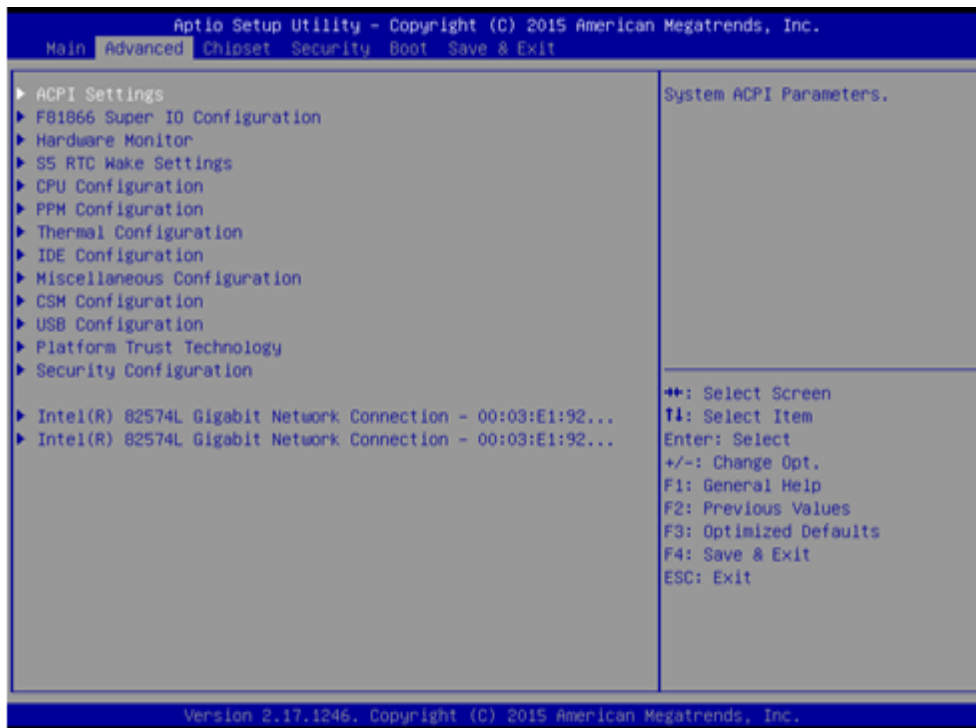 Aptio Setup Utility – Copyright (C) 2015 American Megatrends, Inc.
Main Advanced Chipset Security Boot Save & Exit
► ACPI Settings
► F81866 Super IO Configuration
► Hardware Monitor
► S5 RTC Wake Settings
► CPU Configuration
► PPM Configuration
► Thermal Configuration
► IDE Configuration
► Miscellaneous Configuration
► CSM Configuration
► USB Configuration
► Platform Trust Technology
► Security Configuration
► Intel(R) 82574L Gigabit Network Connection – 00:03:E1:92...
► Intel(R) 82574L Gigabit Network Connection – 00:03:E1:92...
System ACPI Parameters.
→←: Select Screen
↑↓: Select Item
Enter: Select
+/-: Change Opt.
F1: General Help
F2: Previous Values
F3: Optimized Defaults
F4: Save & Exit
ESC: Exit
Version 2.17.1246. Copyright (C) 2015 American Megatrends, Inc.